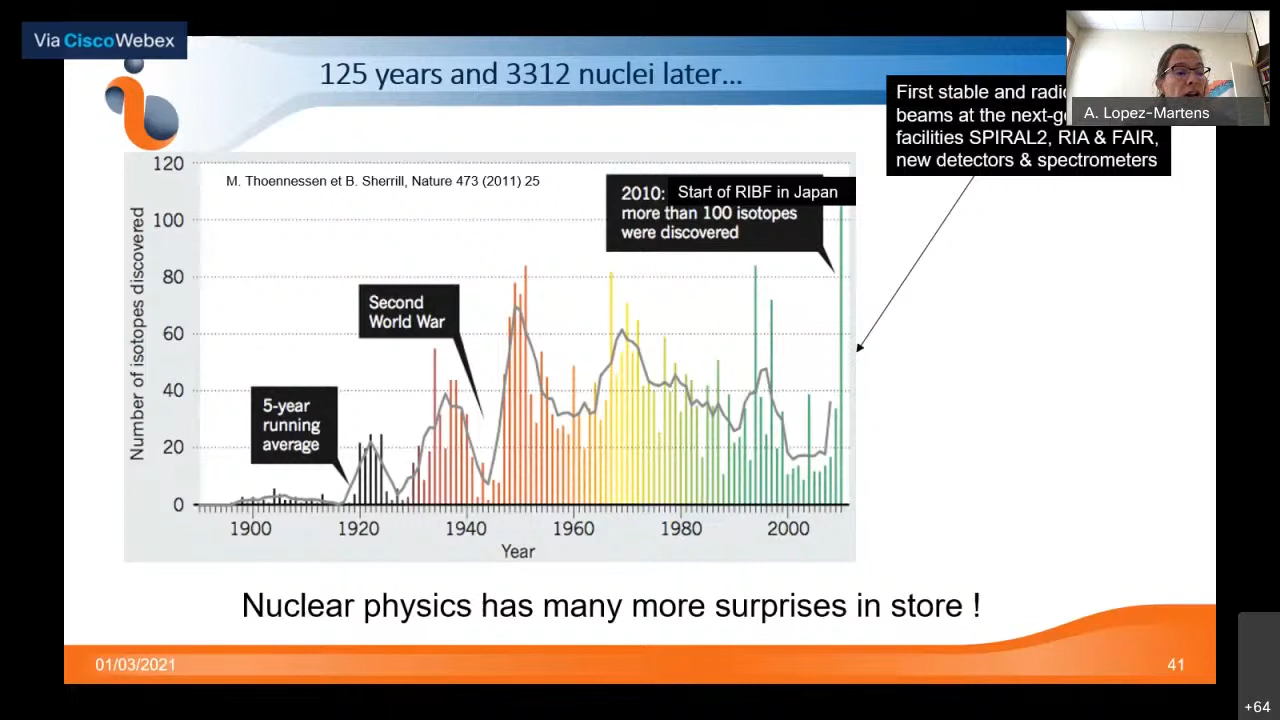 Via Cisco Webex
125 years and 3312 nuclei later...
A. Lopez-Martens
First stable and
beams at the
facilities SPIRAL2, RIA & FAIR,
new detectors & spectrometers
M. Thoennessen et B. Sherrill, Nature 473 (2011) 25
2010: Start of RIBF in Japan
more than 100 isotopes
were discovered
Second
World War
5-year
running
average
Number of isotopes discovered
120
100
80
60
40
20
0
1900 1920 1940 1960 1980 2000
Year
Nuclear physics has many more surprises in store !
01/03/2021
41
+64